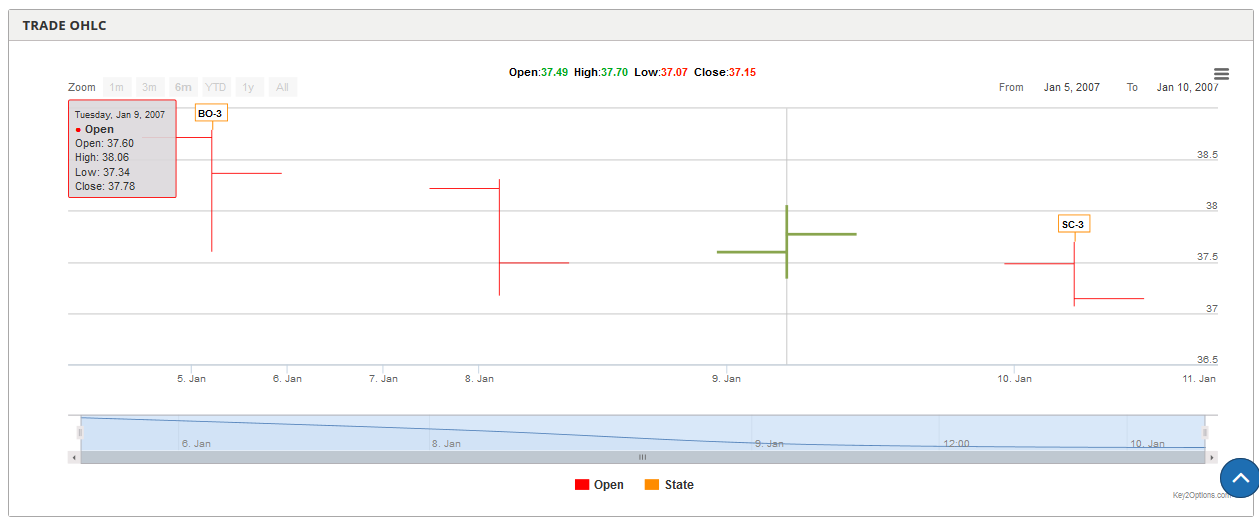 TRADE OHLC
Open:37.49 High:37.70 Low:37.07 Close:37.15
Zoom 1m 3m 6m YTD 1y All
From Jan 5, 2007 To Jan 10, 2007
Tuesday, Jan 9, 2007
● Open
Open: 37.60
High: 38.06
Low: 37.34
Close: 37.78
BO-3
SC-3
38.5
38
37.5
37
36.5
5. Jan 6. Jan 7. Jan 8. Jan 9. Jan 10. Jan 11. Jan
6. Jan 8. Jan 9. Jan 12:00 10. Jan
Open State
Key2Options.com